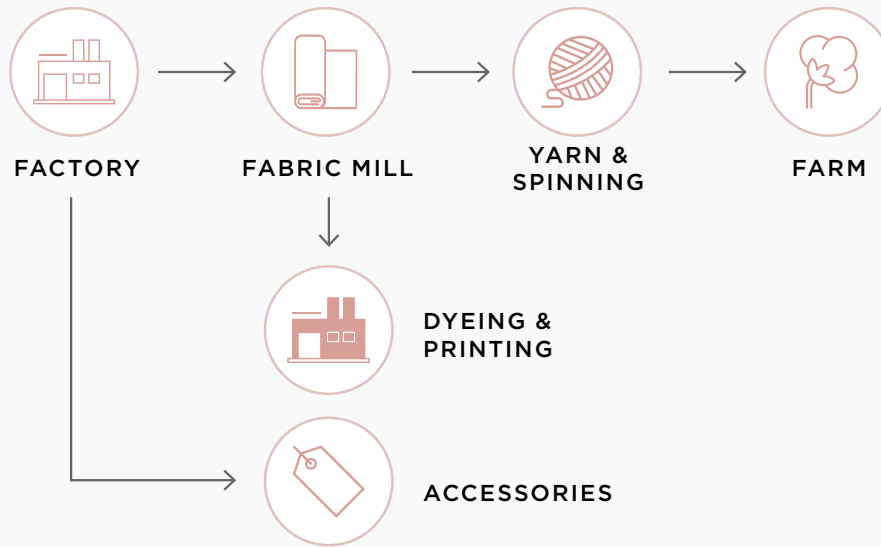 FACTORY
FABRIC MILL
YARN &
SPINNING
FARM
DYEING &
PRINTING
ACCESSORIES